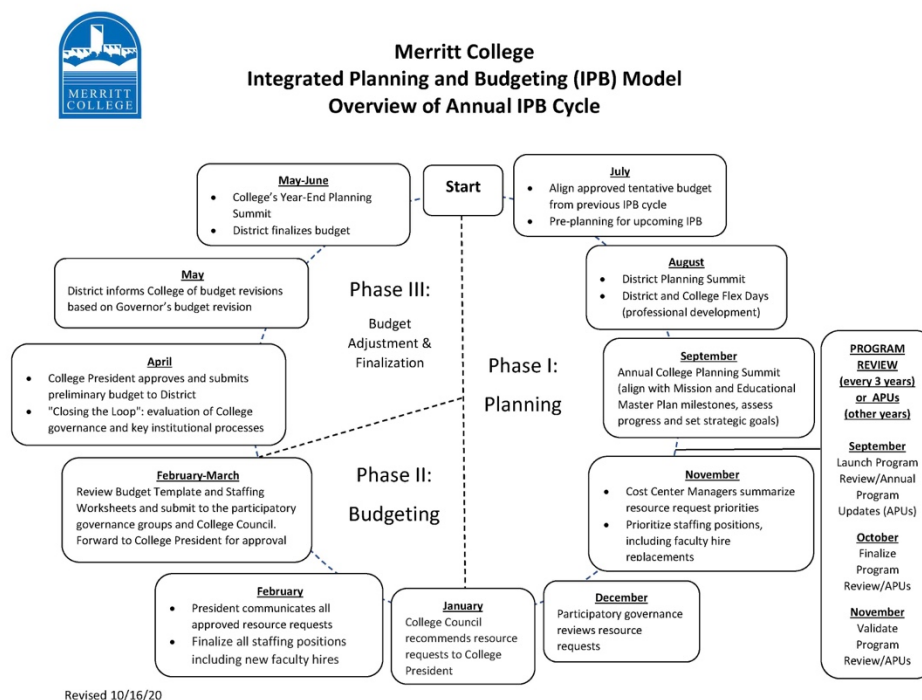 MERRITT
COLLEGE
Merritt College
Integrated Planning and Budgeting (IPB) Model
Overview of Annual IPB Cycle
Start
July
• Align approved tentative budget
from previous IPB cycle
• Pre-planning for upcoming IPB
August
• District Planning Summit
• District and College Flex Days
(professional development)
September
Annual College Planning Summit
(align with Mission and Educational
Master Plan milestones, assess
progress and set strategic goals)
November
• Cost Center Managers summarize
resource request priorities
• Prioritize staffing positions,
including faculty hire
replacements
December
Participatory governance
reviews resource
requests
January
College Council
recommends resource
requests to College
President
February
• President communicates all
approved resource requests
• Finalize all staffing positions
including new faculty hires
February-March
Review Budget Template and Staffing
Worksheets and submit to the participatory
governance groups and College Council.
Forward to College President for approval
April
• College President approves and submits
preliminary budget to District
• "Closing the Loop": evaluation of College
governance and key institutional processes
May
District informs College of budget revisions
based on Governor's budget revision
May-June
• College's Year-End Planning
Summit
• District finalizes budget
Phase III:
Budget
Adjustment &
Finalization
Phase I:
Planning
Phase II:
Budgeting
PROGRAM
REVIEW
(every 3 years)
or APUs
(other years)
September
Launch Program
Review/Annual
Program
Updates (APUs)
October
Finalize
Program
Review/APUs
November
Validate
Program
Review/APUs
Revised 10/16/20